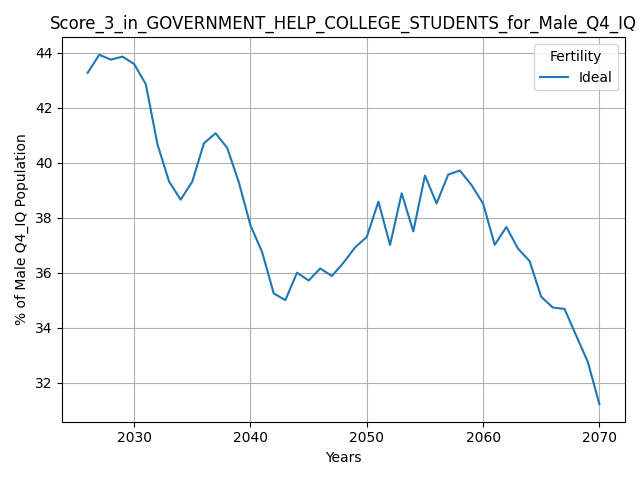 Score_3_in_GOVERNMENT_HELP_COLLEGE_STUDENTS_for_Male_Q4_IQ
Fertility
Ideal
44
42
40
38
36
34
32
% of Male Q4_IQ Population
2030 2040 2050 2060 2070
Years